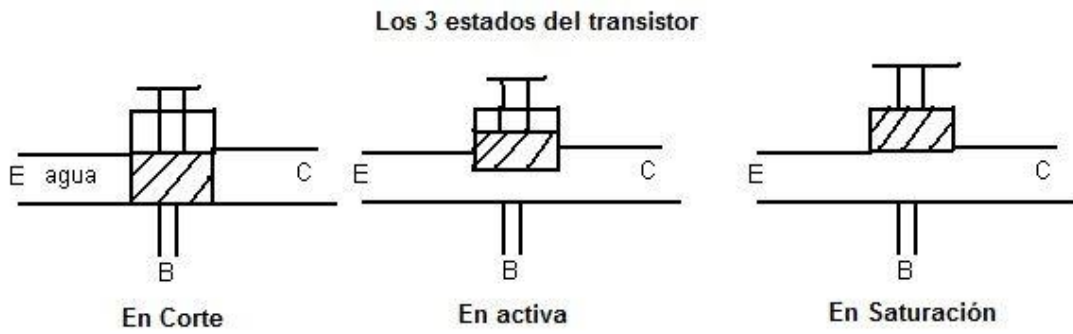 Los 3 estados del transistor
E agua C
B
En Corte
E C
B
En activa
E C
B
En Saturación